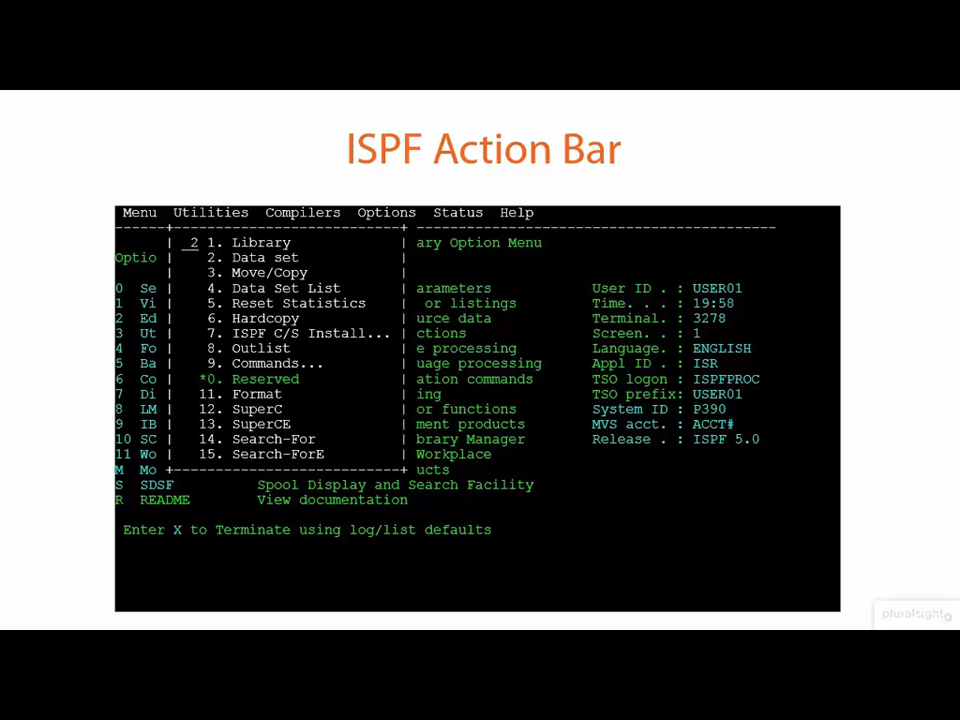 ISPF Action Bar
Menu Utilities Compilers Options Status Help
------+---------------------------+ -------------------------------------------
| 2 1. Library | ary Option Menu
Optio | 2. Data set |
| 3. Move/Copy |
0 Se | 4. Data Set List | arameters User ID . : USER01
1 Vi | 5. Reset Statistics | or listings Time. . . : 19:58
2 Ed | 6. Hardcopy | urce data Terminal. : 3278
3 Ut | 7. ISPF C/S Install... | ctions Screen. . : 1
4 Fo | 8. Outlist | e processing Language. : ENGLISH
5 Ba | 9. Commands... | uage processing Appl ID . : ISR
6 Co | *0. Reserved | ation commands TSO logon : ISPFPROC
7 Di | 11. Format | ing TSO prefix: USER01
8 LM | 12. SuperC | or functions System ID : P390
9 IB | 13. SuperCE | ment products MVS acct. : ACCT#
10 SC | 14. Search-For | brary Manager Release . : ISPF 5.0
11 Wo | 15. Search-ForE | Workplace
M Mo +---------------------------+ ucts
S SDSF Spool Display and Search Facility
R README View documentation
Enter X to Terminate using log/list defaults
pluralsight